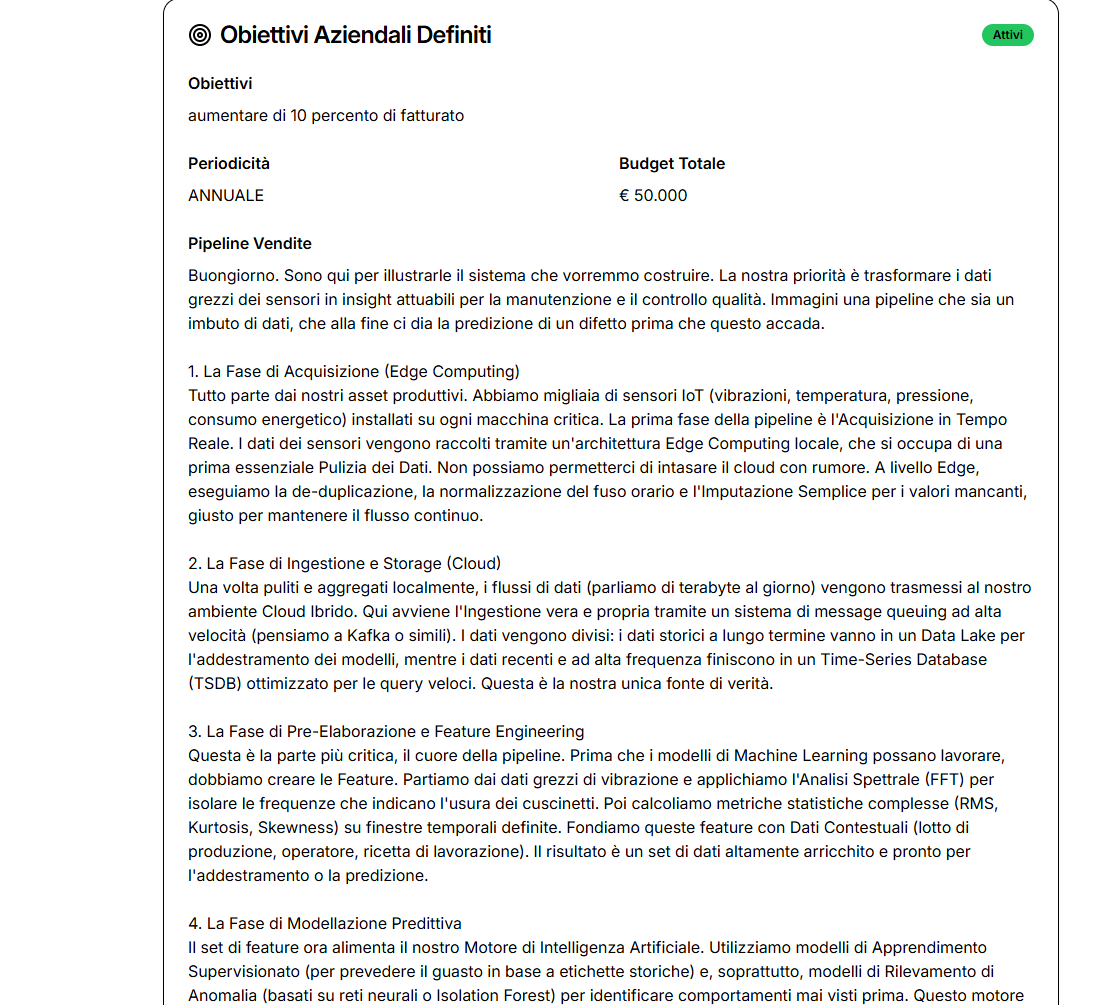 Obiettivi Aziendali Definiti
Attivi
Obiettivi
aumentare di 10 percento di fatturato
Periodicità
Budget Totale
ANNUALE
€ 50.000
Pipeline Vendite
Buongiorno. Sono qui per illustrarle il sistema che vorremmo costruire. La nostra priorità è trasformare i dati
grezzi dei sensori in insight attuabili per la manutenzione e il controllo qualità. Immagini una pipeline che sia un
imbuto di dati, che alla fine ci dia la predizione di un difetto prima che questo accada.
1. La Fase di Acquisizione (Edge Computing)
Tutto parte dai nostri asset produttivi. Abbiamo migliaia di sensori IoT (vibrazioni, temperatura, pressione,
consumo energetico) installati su ogni macchina critica. La prima fase della pipeline è l'Acquisizione in Tempo
Reale. I dati dei sensori vengono raccolti tramite un'architettura Edge Computing locale, che si occupa di una
prima essenziale Pulizia dei Dati. Non possiamo permetterci di intasare il cloud con rumore. A livello Edge,
eseguiamo la de-duplicazione, la normalizzazione del fuso orario e l'Imputazione Semplice per i valori mancanti,
giusto per mantenere il flusso continuo.
2. La Fase di Ingestione e Storage (Cloud)
Una volta puliti e aggregati localmente, i flussi di dati (parliamo di terabyte al giorno) vengono trasmessi al nostro
ambiente Cloud Ibrido. Qui avviene l'Ingestione vera e propria tramite un sistema di message queuing ad alta
velocità (pensiamo a Kafka o simili). I dati vengono divisi: i dati storici a lungo termine vanno in un Data Lake per
l'addestramento dei modelli, mentre i dati recenti e ad alta frequenza finiscono in un Time-Series Database
(TSDB) ottimizzato per le query veloci. Questa è la nostra unica fonte di verità.
3. La Fase di Pre-Elaborazione e Feature Engineering
Questa è la parte più critica, il cuore della pipeline. Prima che i modelli di Machine Learning possano lavorare,
dobbiamo creare le Feature. Partiamo dai dati grezzi di vibrazione e applichiamo l'Analisi Spettrale (FFT) per
isolare le frequenze che indicano l'usura dei cuscinetti. Poi calcoliamo metriche statistiche complesse (RMS,
Kurtosis, Skewness) su finestre temporali definite. Fondiamo queste feature con Dati Contestuali (lotto di
produzione, operatore, ricetta di lavorazione). Il risultato è un set di dati altamente arricchito e pronto per
l'addestramento o la predizione.
4. La Fase di Modellazione Predittiva
Il set di feature ora alimenta il nostro Motore di Intelligenza Artificiale. Utilizziamo modelli di Apprendimento
Supervisionato (per prevedere il guasto in base a etichette storiche) e, soprattutto, modelli di Rilevamento di
Anomalia (basati su reti neurali o Isolation Forest) per identificare comportamenti mai visti prima. Questo motore